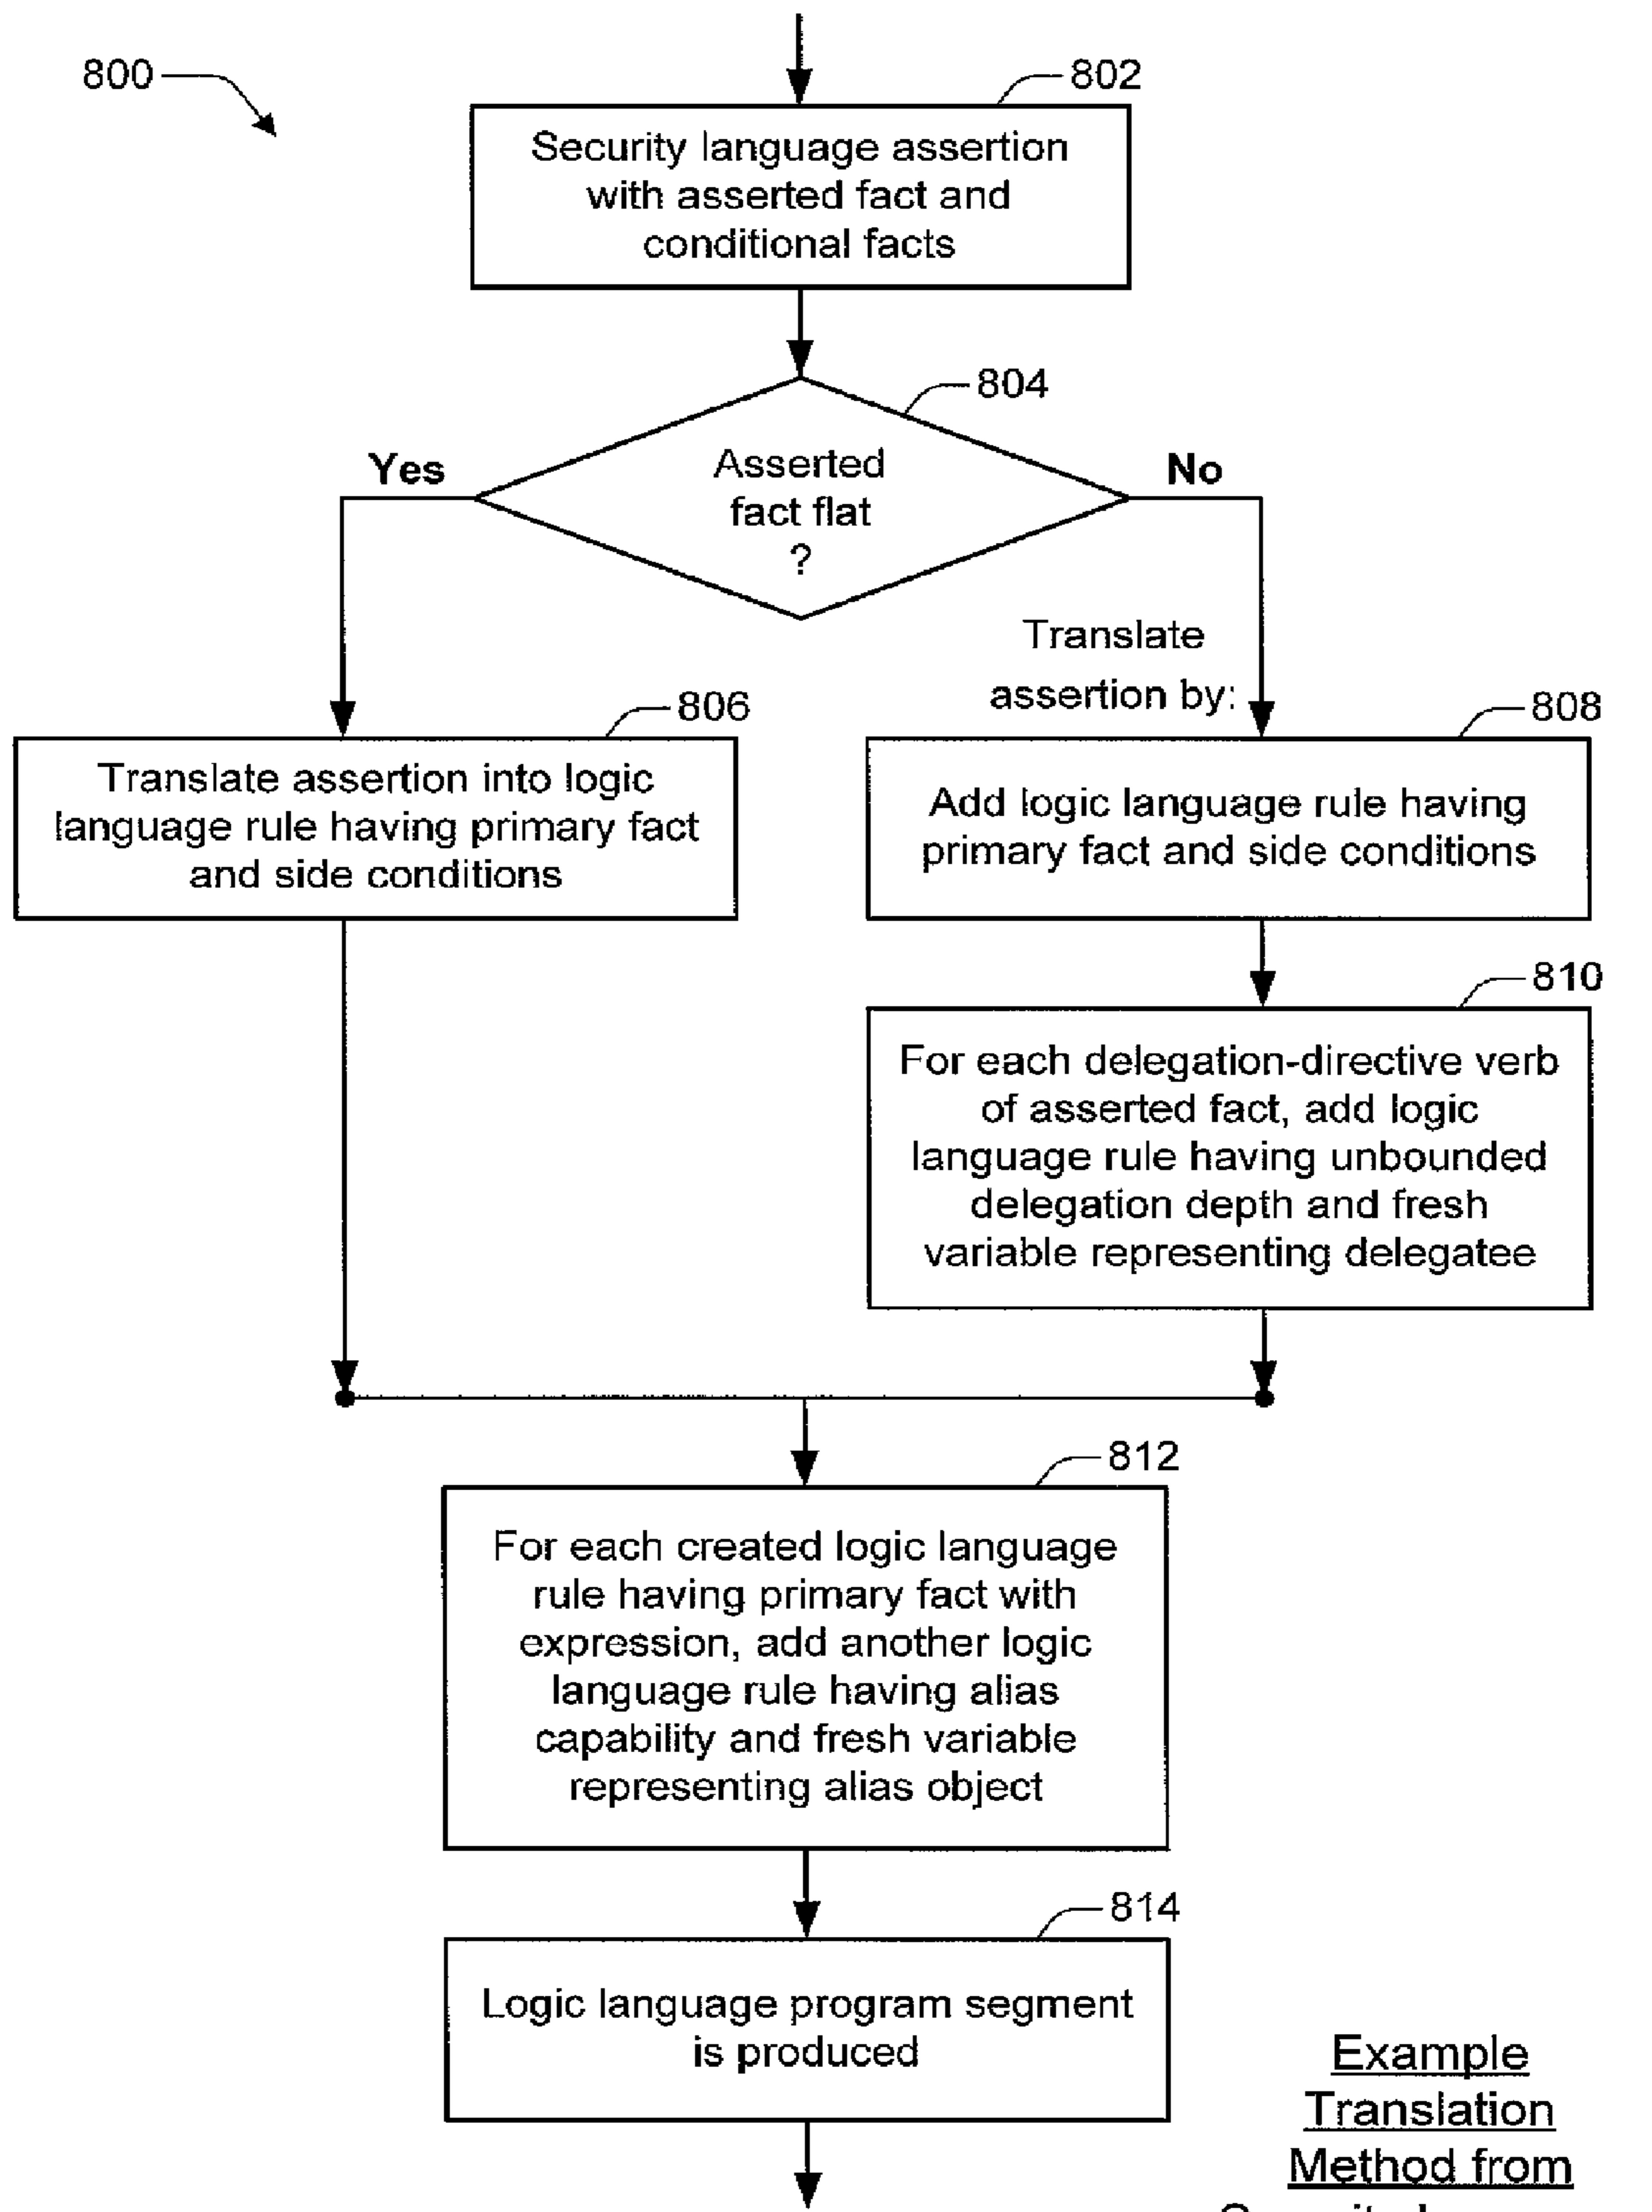 800
802
Security language assertion
with asserted fact and
conditional facts
804
Yes
Asserted
fact flat
?
No
Translate
assertion by:
806
Translate assertion into logic
language rule having primary fact
and side conditions
808
Add logic language rule having
primary fact and side conditions
810
For each delegation-directive verb
of asserted fact, add logic
language rule having unbounded
delegation depth and fresh
variable representing delegatee
812
For each created logic language
rule having primary fact with
expression, add another logic
language rule having alias
capability and fresh variable
representing alias object
814
Logic language program segment
is produced
Example
Translation
Method from